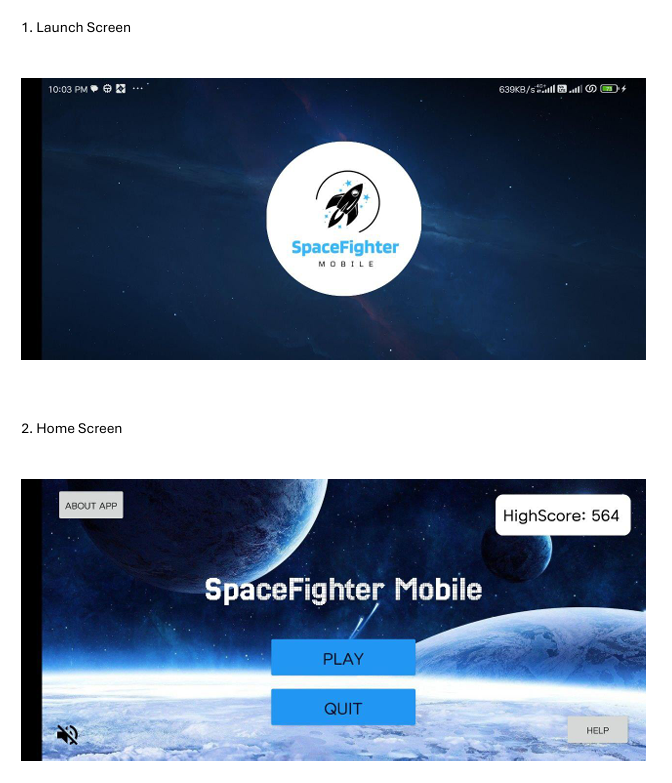 1. Launch Screen
10:03 PM
639KB/s
SpaceFighter
MOBILE
2. Home Screen
ABOUT APP
HighScore: 564
SpaceFighter Mobile
PLAY
QUIT
HELP